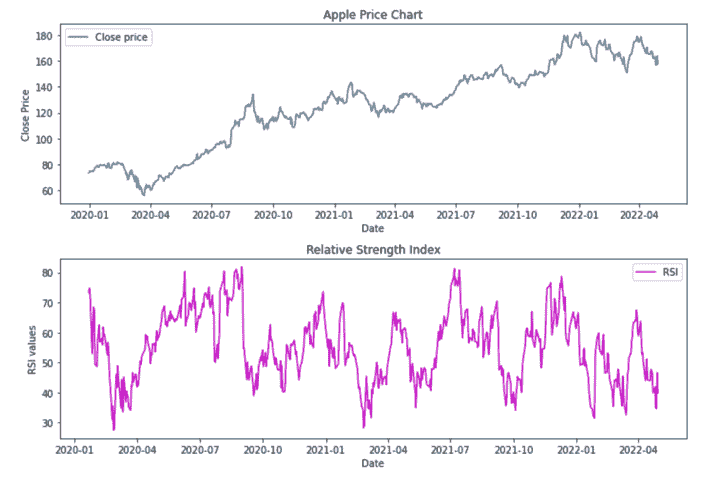 Apple Price Chart
Close price
Close Price
180
160
140
120
100
80
60
2020-01 2020-04 2020-07 2020-10 2021-01 2021-04 2021-07 2021-10 2022-01 2022-04
Date
Relative Strength Index
RSI
RSI values
80
70
60
50
40
30
2020-01 2020-04 2020-07 2020-10 2021-01 2021-04 2021-07 2021-10 2022-01 2022-04
Date